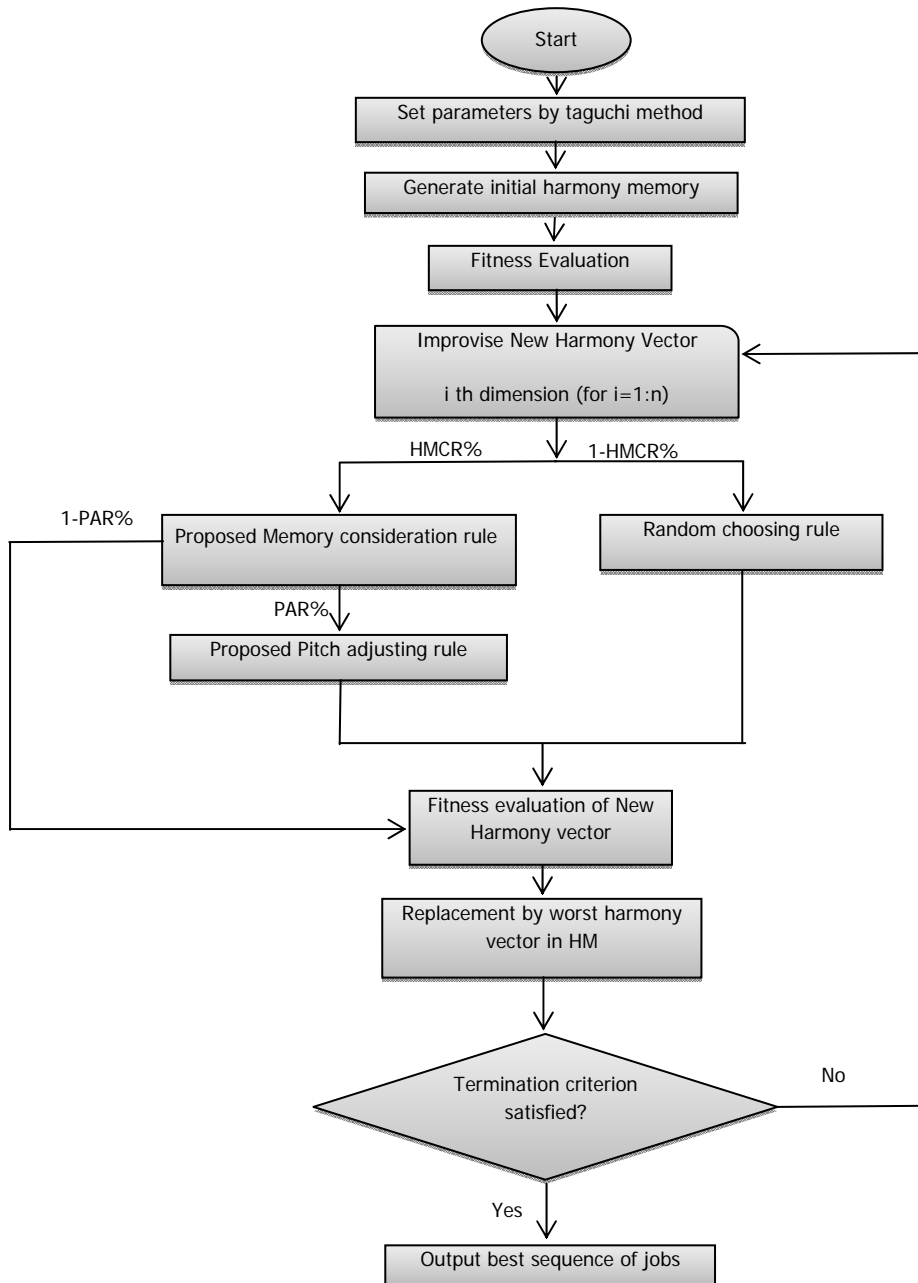 Start
Set parameters by taguchi method
Generate initial harmony memory
Fitness Evaluation
Improvise New Harmony Vector
i th dimension (for i=1:n)
HMCR%
1-HMCR%
1-PAR%
Proposed Memory consideration rule
Random choosing rule
PAR%
Proposed Pitch adjusting rule
Fitness evaluation of New
Harmony vector
Replacement by worst harmony
vector in HM
Termination criterion
satisfied?
No
Yes
Output best sequence of jobs